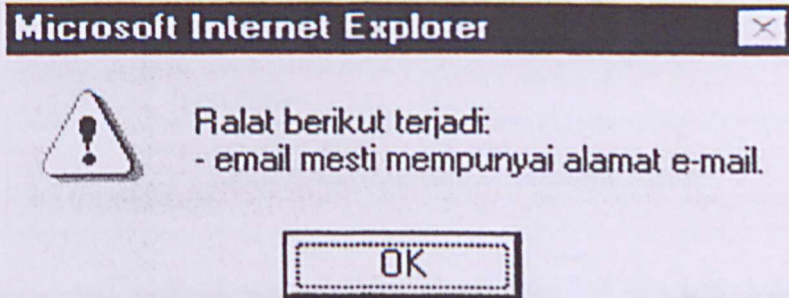 Microsoft Internet Explorer
Ralat berikut terjadi:
- email mesti mempunyai alamat e-mail.
OK